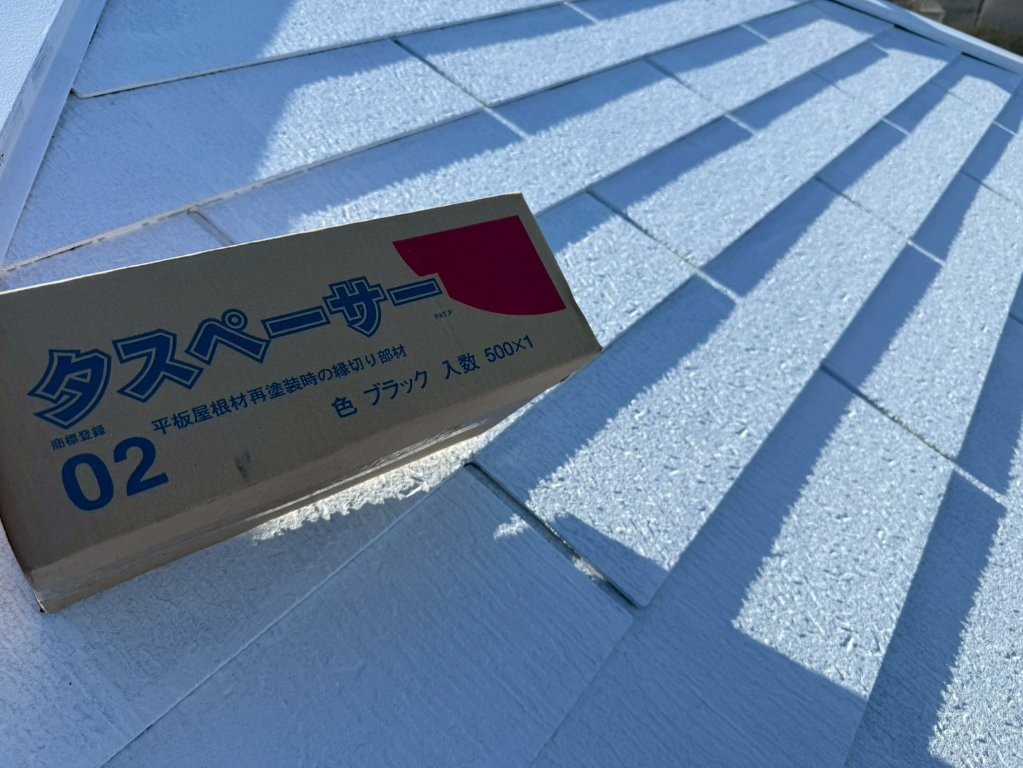 タスペーサー
PAT.P
商標登録
平板屋根材再塗装時の縁切り部材
02
色 ブラック 入数 500×1